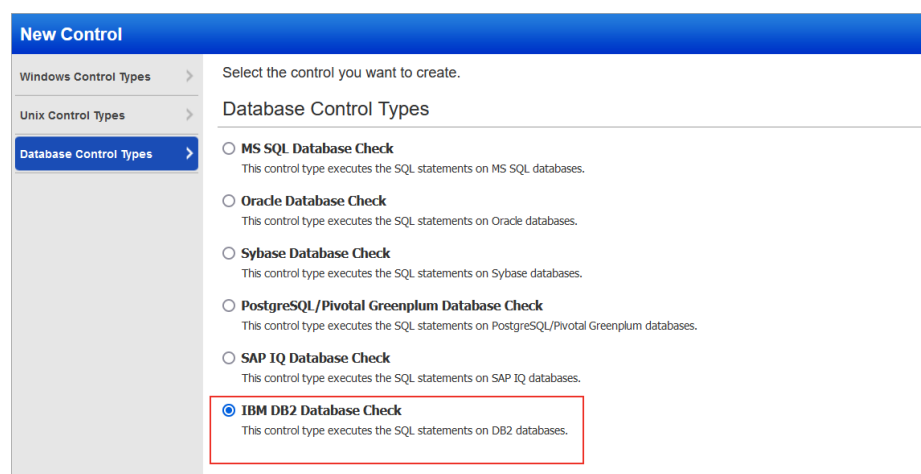 New Control
Windows Control Types
Unix Control Types
Database Control Types
Select the control you want to create.
Database Control Types
MS SQL Database Check
This control type executes the SQL statements on MS SQL databases.
Oracle Database Check
This control type executes the SQL statements on Oracle databases.
Sybase Database Check
This control type executes the SQL statements on Sybase databases.
PostgreSQL/Pivotal Greenplum Database Check
This control type executes the SQL statements on PostgreSQL/Pivotal Greenplum databases.
SAP IQ Database Check
This control type executes the SQL statements on SAP IQ databases.
IBM DB2 Database Check
This control type executes the SQL statements on DB2 databases.